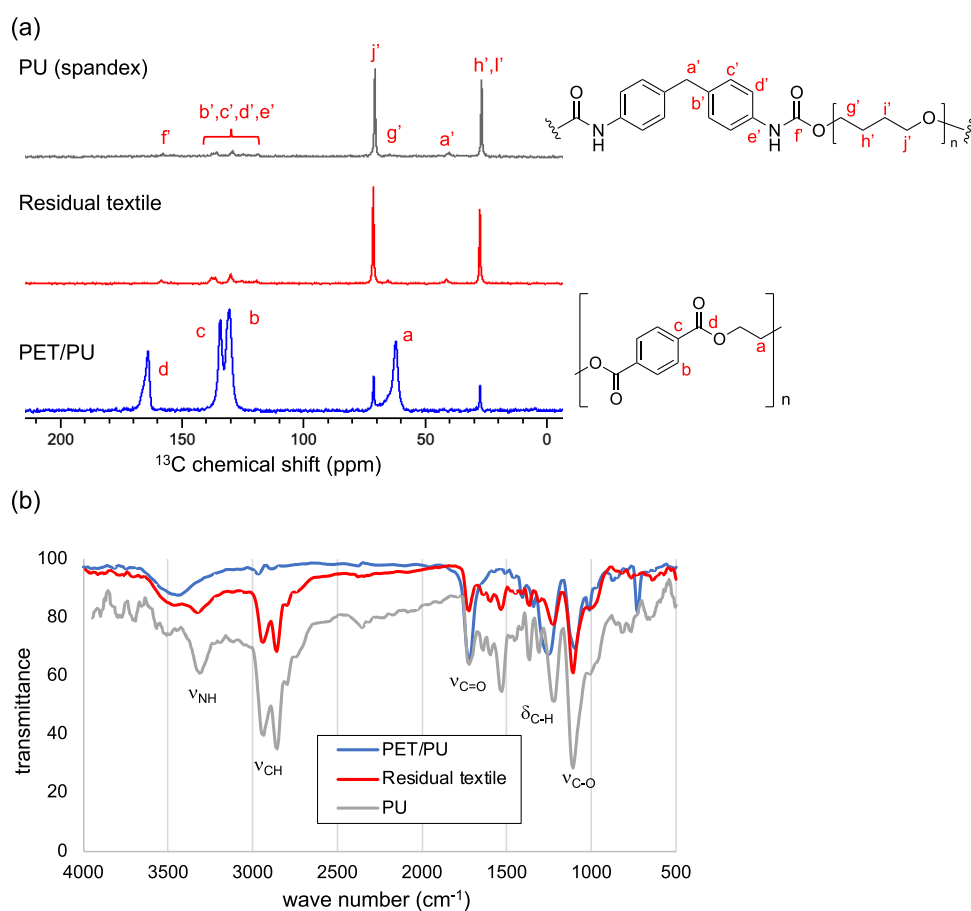 (a)
PU (spandex)
j’
h’,I’
b’,c’,d’,e’
f’
g’
a’
O
N
H
a’
b’
c’
d’
e’
N
H
O
f’
O
g’
h’
i’
j’
O
n
Residual textile
PET/PU
d
c
b
a
O
O
c
b
O
d
O
a
n
200
150
100
50
0
13C chemical shift (ppm)
(b)
transmittance
100
80
60
40
20
0
νNH
νCH
νC=O
δC-H
νC-O
PET/PU
Residual textile
PU
4000
3500
3000
2500
2000
1500
1000
500
wave number (cm-1)